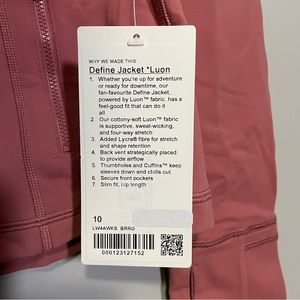 WHY WE MADE THIS
Define Jacket *Luon
1. Whether you're up for adventure
or ready for downtime, our
fan-favourite Define Jacket,
powered by Luon™ fabric, has a
feel-good fit that can do it
all
2. Our cottony-soft Luon™ fabric
is supportive, sweat-wicking,
and four-way stretch
3. Added Lycra® fibre for stretch
and shape retention
4. Back vent strategically placed
to provide airflow
5. Thumbholes and Cuffins™ keep
sleeves down and chills out
6. Secure front pockets
7. Slim fit, hip length
10
LW4AWKS BRRO
000123127152